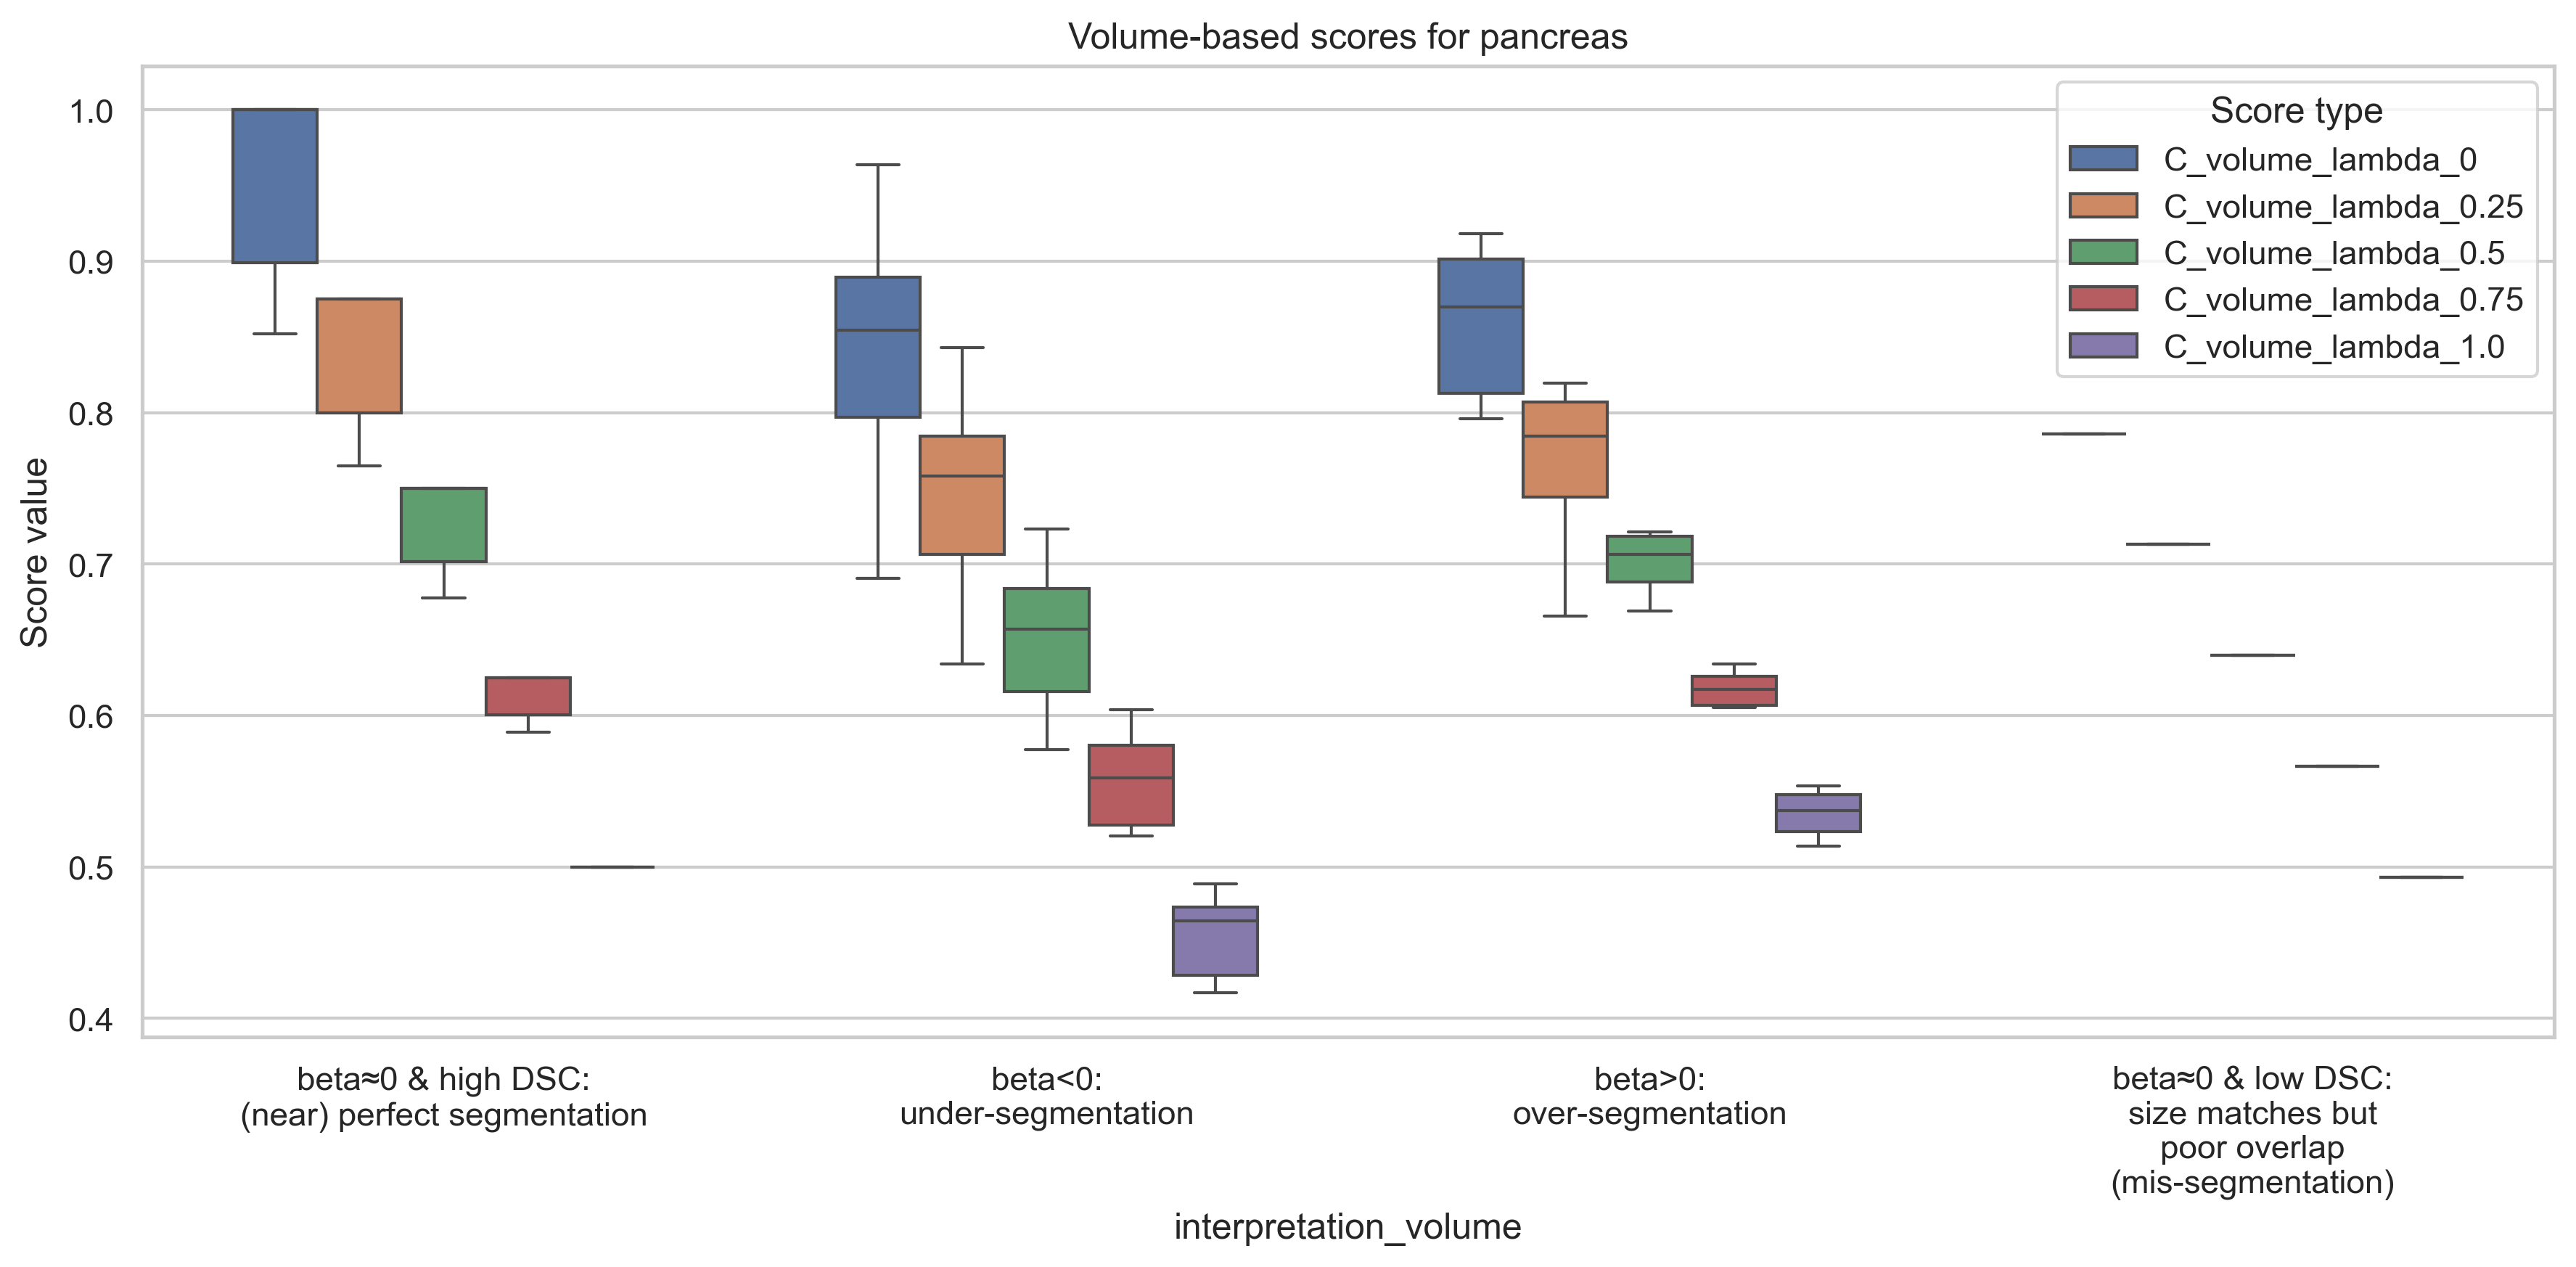 Volume-based scores for pancreas
Score type
C_volume_lambda_0
C_volume_lambda_0.25
C_volume_lambda_0.5
C_volume_lambda_0.75
C_volume_lambda_1.0
Score value
1.0
0.9
0.8
0.7
0.6
0.5
0.4
beta≈0 & high DSC:
(near) perfect segmentation
beta<0:
under-segmentation
beta>0:
over-segmentation
beta≈0 & low DSC:
size matches but
poor overlap
(mis-segmentation)
interpretation_volume